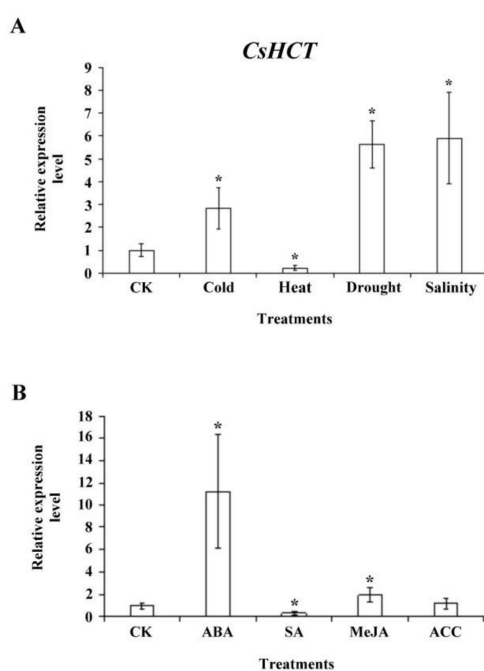 A
CsHCT
Relative expression
level
9
8
7
6
5
4
3
2
1
0
* * * *
CK Cold Heat Drought Salinity
Treatments
B
Relative expression
level
18
16
14
12
10
8
6
4
2
0
* * *
CK ABA SA MeJA ACC
Treatments